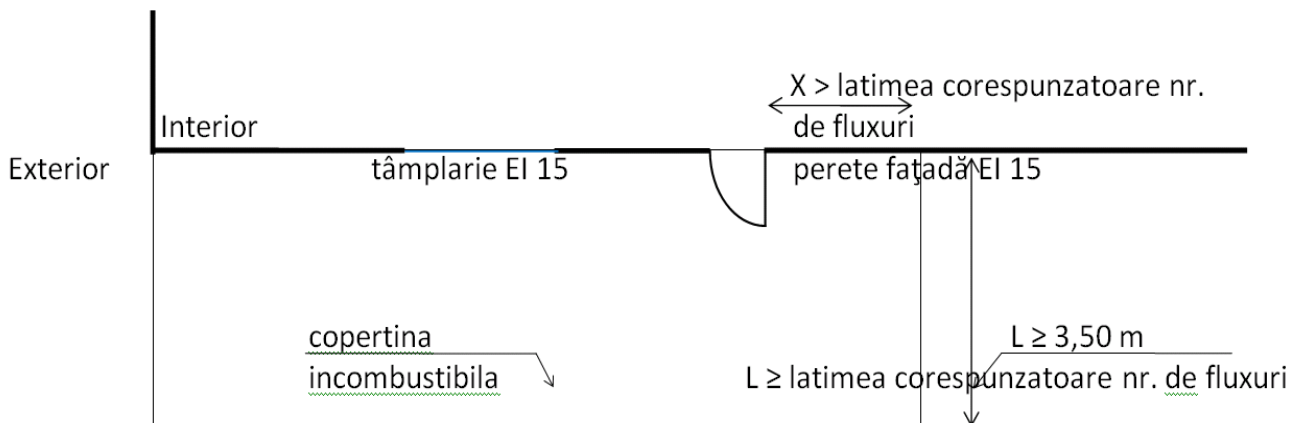 X > latimea corespunzatoare nr.
de fluxuri
Interior
Exterior
tâmplarie EI 15
perete faţadă EI 15
copertina
incombustibila
L ≥ 3,50 m
L ≥ latimea corespunzatoare nr. de fluxuri